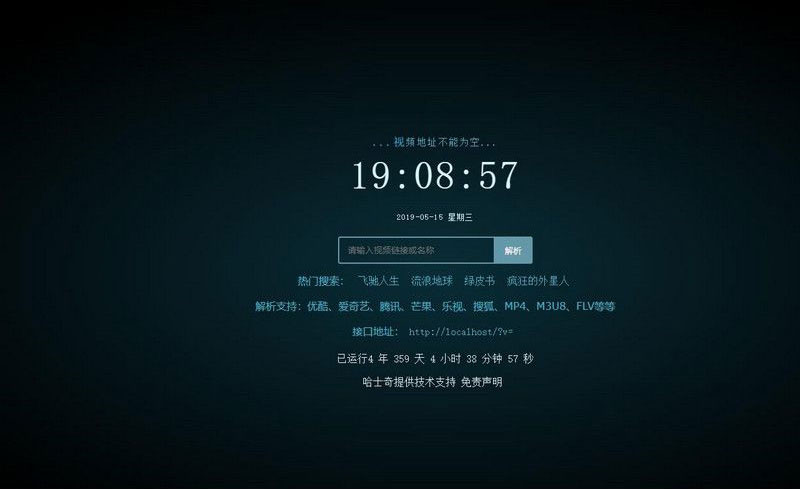 ...视频地址不能为空...
19:08:57
2019-05-15 星期三
请输入视频链接或名称 解析
热门搜索： 飞驰人生 流浪地球 绿皮书 疯狂的外星人
解析支持：优酷、爱奇艺、腾讯、芒果、乐视、搜狐、MP4、M3U8、FLV等等
接口地址： http://localhost/?v=
已运行4 年 359 天 4 小时 38 分钟 57 秒
哈士奇提供技术支持 免责声明